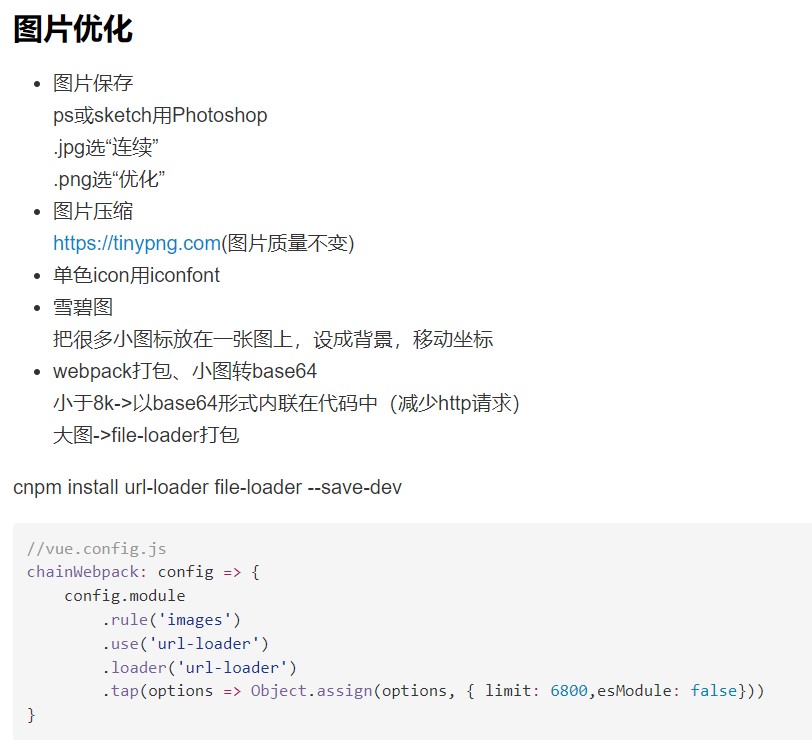 图片优化
图片保存
ps或sketch用Photoshop
.jpg选“连续”
.png选“优化”
图片压缩
https://tinypng.com(图片质量不变)
单色icon用iconfont
雪碧图
把很多小图标放在一张图上，设成背景，移动坐标
webpack打包、小图转base64
小于8k->以base64形式内联在代码中（减少http请求）
大图->file-loader打包
cnpm install url-loader file-loader --save-dev
//vue.config.js
chainWebpack: config => {
    config.module
        .rule('images')
        .use('url-loader')
        .loader('url-loader')
        .tap(options => Object.assign(options, { limit: 6800,esModule: false}))
}